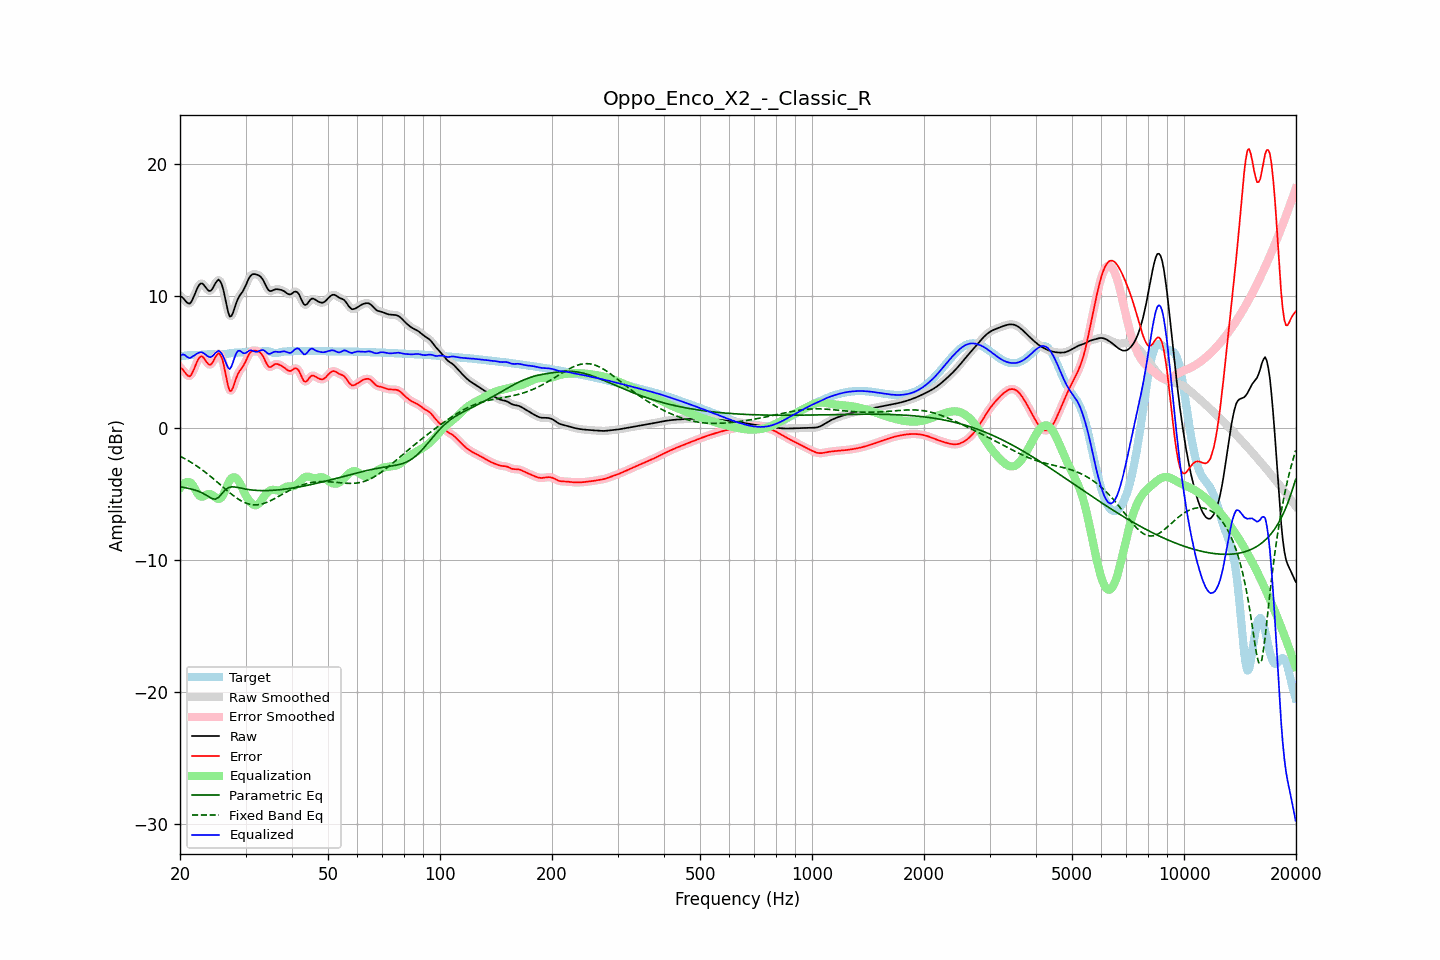 Oppo_Enco_X2_-_Classic_R
Amplitude (dBr)
20
10
0
−10
−20
−30
Target
Raw Smoothed
Error Smoothed
Raw
Error
Equalization
Parametric Eq
Fixed Band Eq
Equalized
20 50 100 200 500 1000 2000 5000 10000 20000
Frequency (Hz)